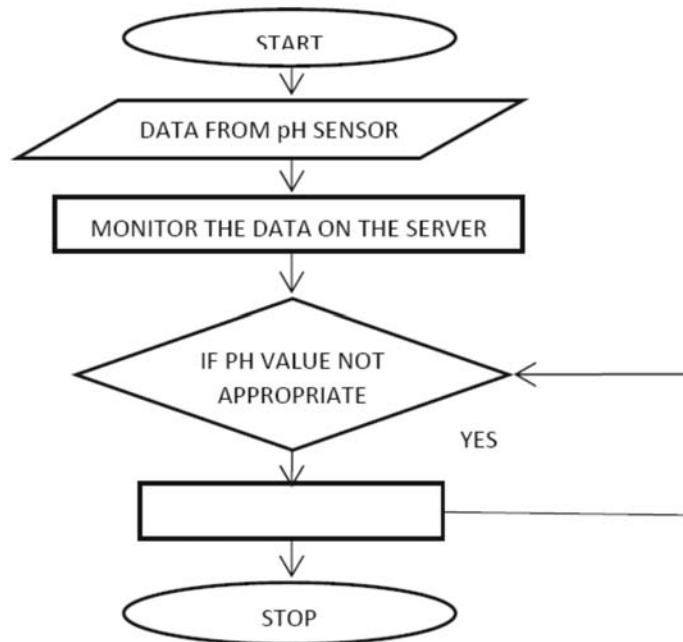 START
DATA FROM pH SENSOR
MONITOR THE DATA ON THE SERVER
IF PH VALUE NOT
APPROPRIATE
YES
STOP